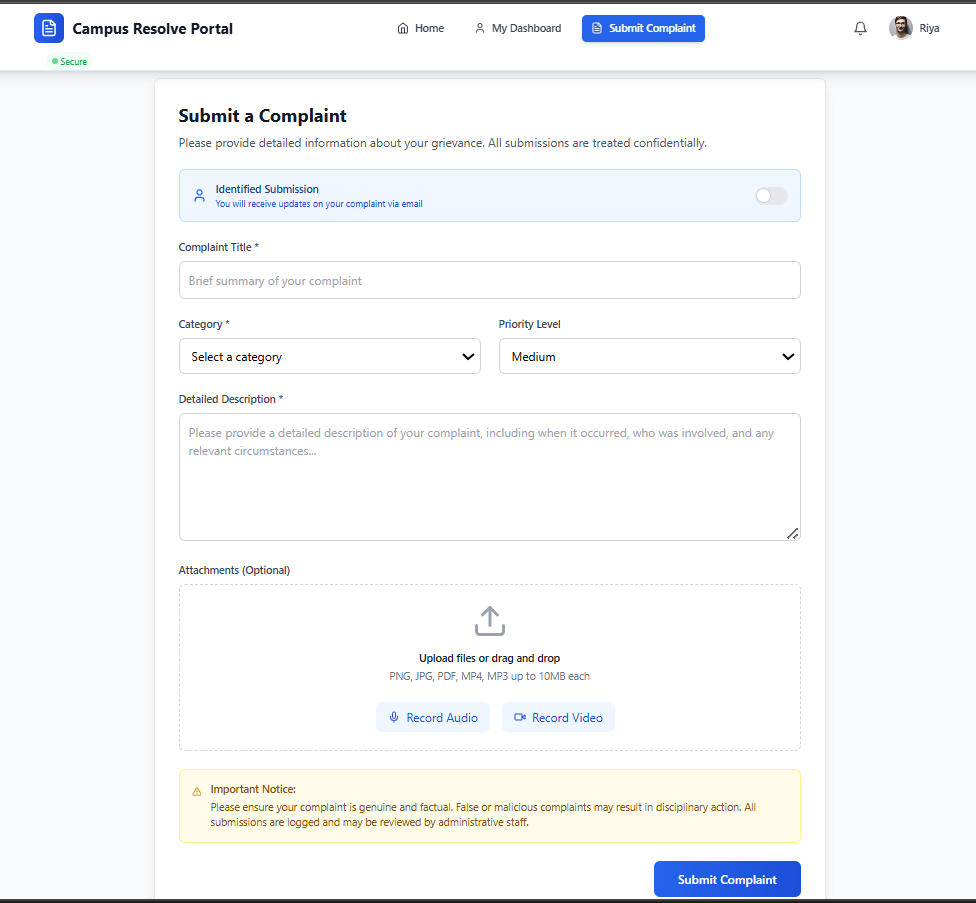 Campus Resolve Portal
Home
My Dashboard
Submit Complaint
Riya
Secure
Submit a Complaint
Please provide detailed information about your grievance. All submissions are treated confidentially.
Identified Submission
You will receive updates on your complaint via email
Complaint Title *
Brief summary of your complaint
Category *
Priority Level
Select a category
Medium
Detailed Description *
Please provide a detailed description of your complaint, including when it occurred, who was involved, and any
relevant circumstances...
Attachments (Optional)
Upload files or drag and drop
PNG, JPG, PDF, MP4, MP3 up to 10MB each
Record Audio
Record Video
Important Notice:
Please ensure your complaint is genuine and factual. False or malicious complaints may result in disciplinary action. All
submissions are logged and may be reviewed by administrative staff.
Submit Complaint